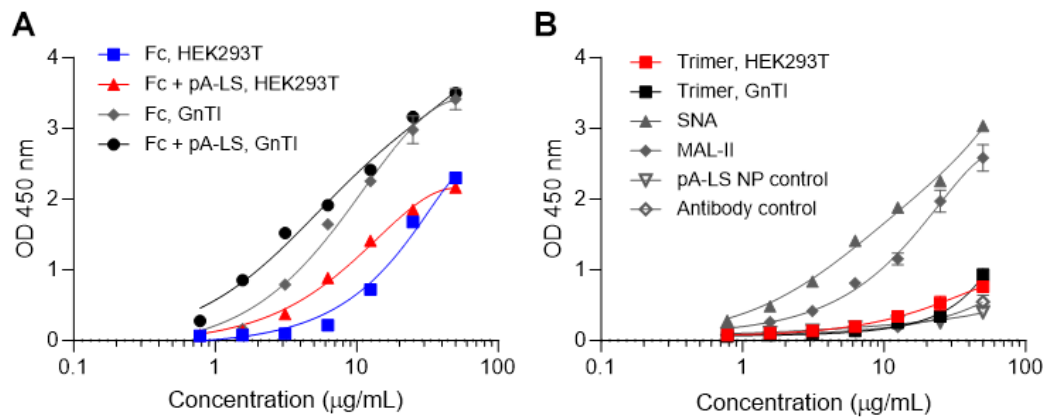 A
Fc, HEK293T
Fc + pA-LS, HEK293T
Fc, GnTI
Fc + pA-LS, GnTI
OD 450 nm
4
3
2
1
0
0.1
1
10
100
Concentration (μg/mL)
B
Trimer, HEK293T
Trimer, GnTI
SNA
MAL-II
pA-LS NP control
Antibody control
OD 450 nm
4
3
2
1
0
0.1
1
10
100
Concentration (μg/mL)